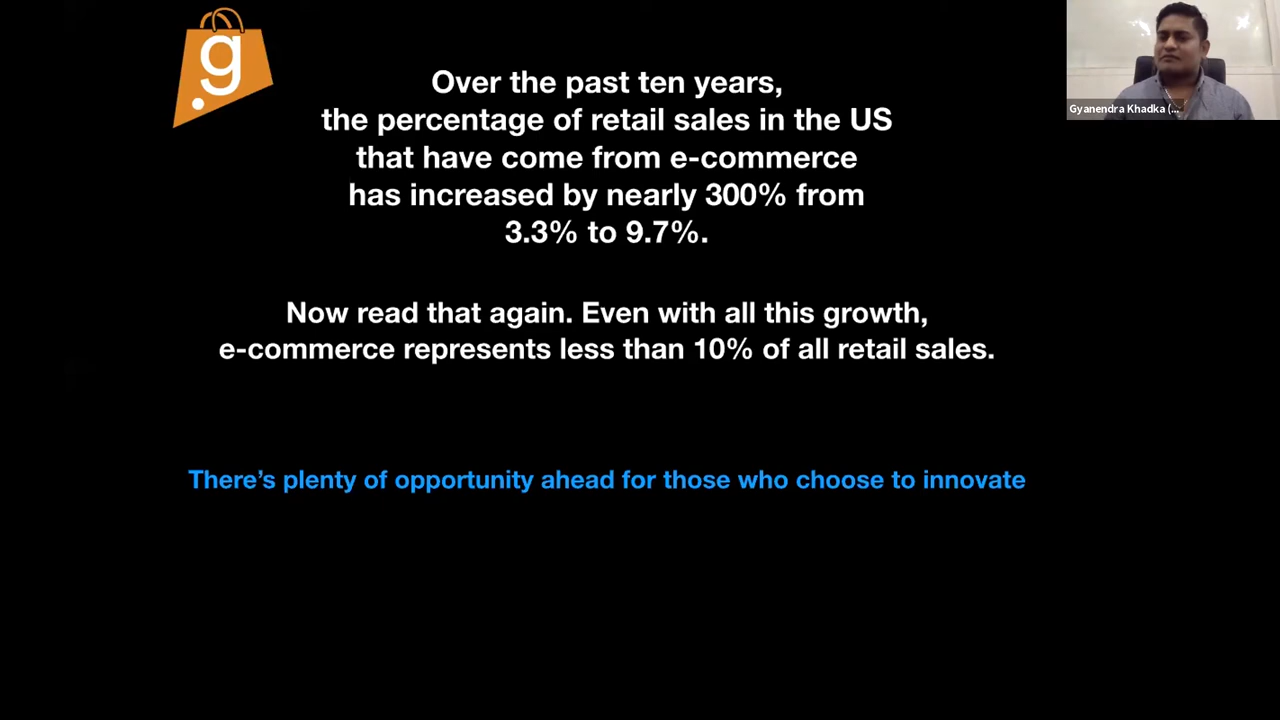 .g
Over the past ten years,
the percentage of retail sales in the US
that have come from e-commerce
has increased by nearly 300% from
3.3% to 9.7%.
Now read that again. Even with all this growth,
e-commerce represents less than 10% of all retail sales.
There’s plenty of opportunity ahead for those who choose to innovate
Gyanendra Khadka (...